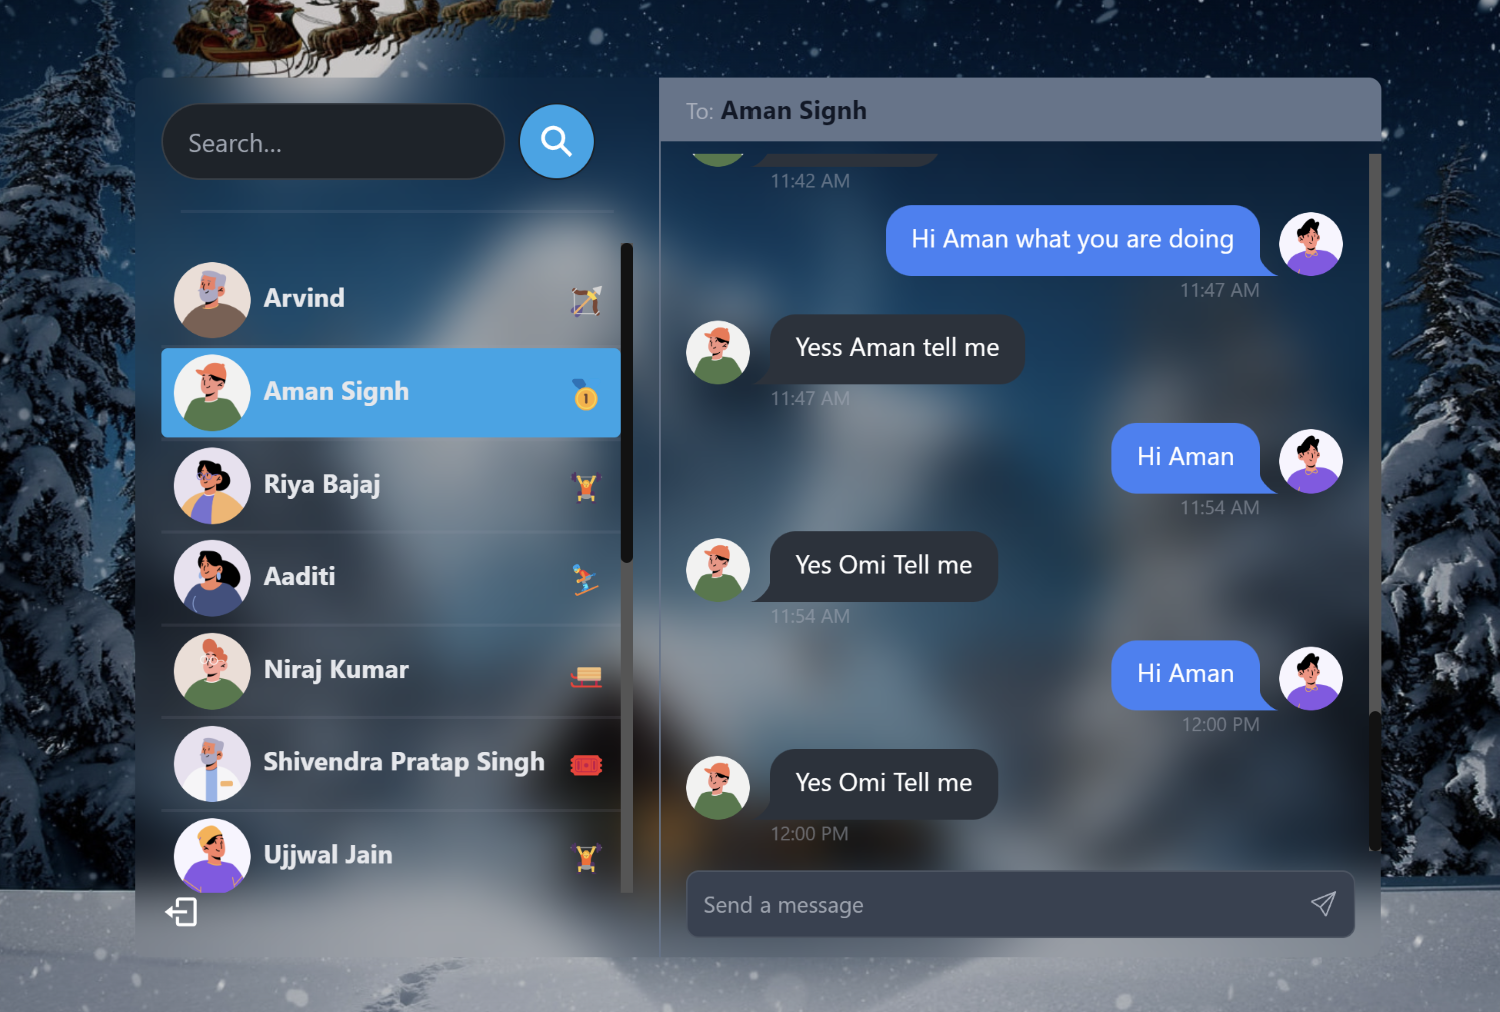 Search...
Arvind
Aman Signh
Riya Bajaj
Aaditi
Niraj Kumar
Shivendra Pratap Singh
Ujjwal Jain
To: Aman Signh
11:42 AM
Hi Aman what you are doing
11:47 AM
Yess Aman tell me
11:47 AM
Hi Aman
11:54 AM
Yes Omi Tell me
11:54 AM
Hi Aman
12:00 PM
Yes Omi Tell me
12:00 PM
Send a message